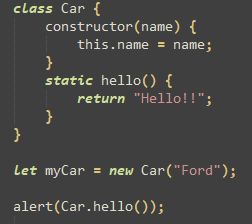 class Car {
    constructor(name) {
        this.name = name;
    }
    static hello() {
        return "Hello!!";
    }
}

let myCar = new Car("Ford");

alert(Car.hello());